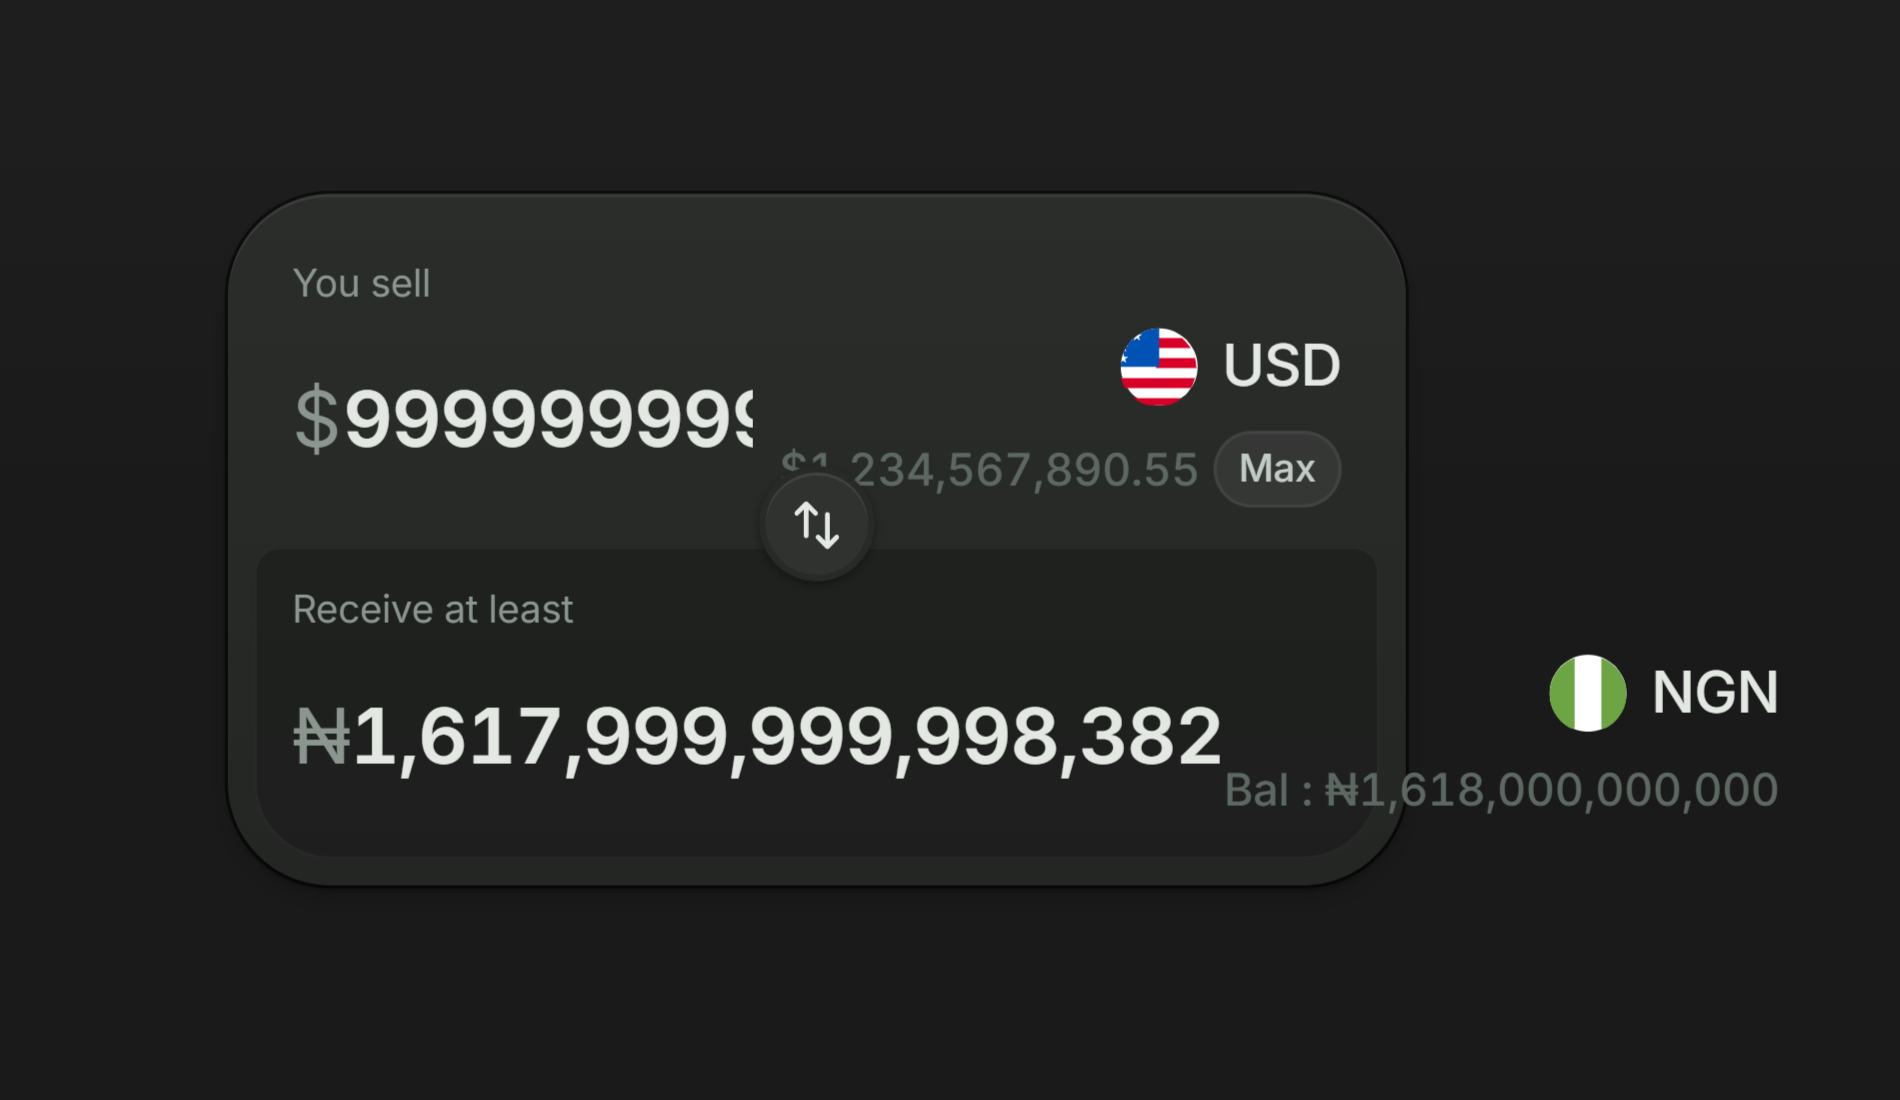 You sell
USD
$999999999
$1,234,567,890.55 Max
Receive at least
NGN
₦1,617,999,999,998,382
Bal : ₦1,618,000,000,000